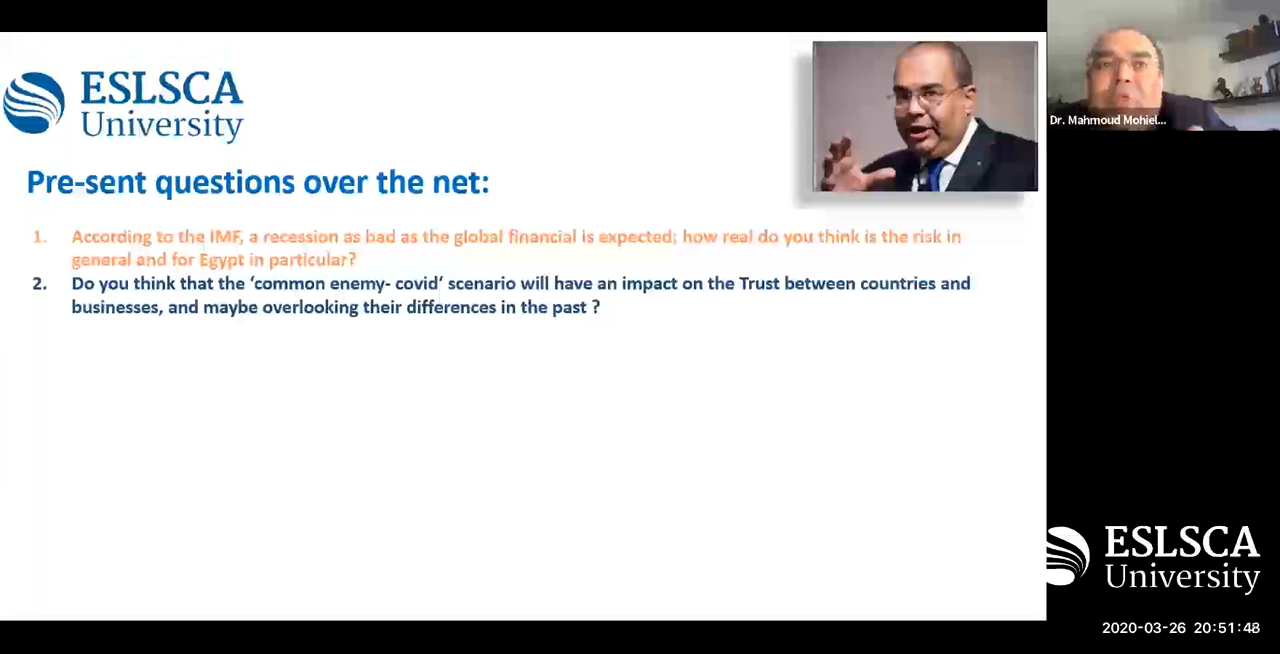 ESLSCA
University
Pre-sent questions over the net:
1. According to the IMF, a recession as bad as the global financial is expected; how real do you think is the risk in
general and for Egypt in particular?
2. Do you think that the ‘common enemy- covid‘ scenario will have an impact on the Trust between countries and
businesses, and maybe overlooking their differences in the past ?
Dr. Mahmoud Mohiel...
ESLSCA
University
2020-03-26 20:51:48